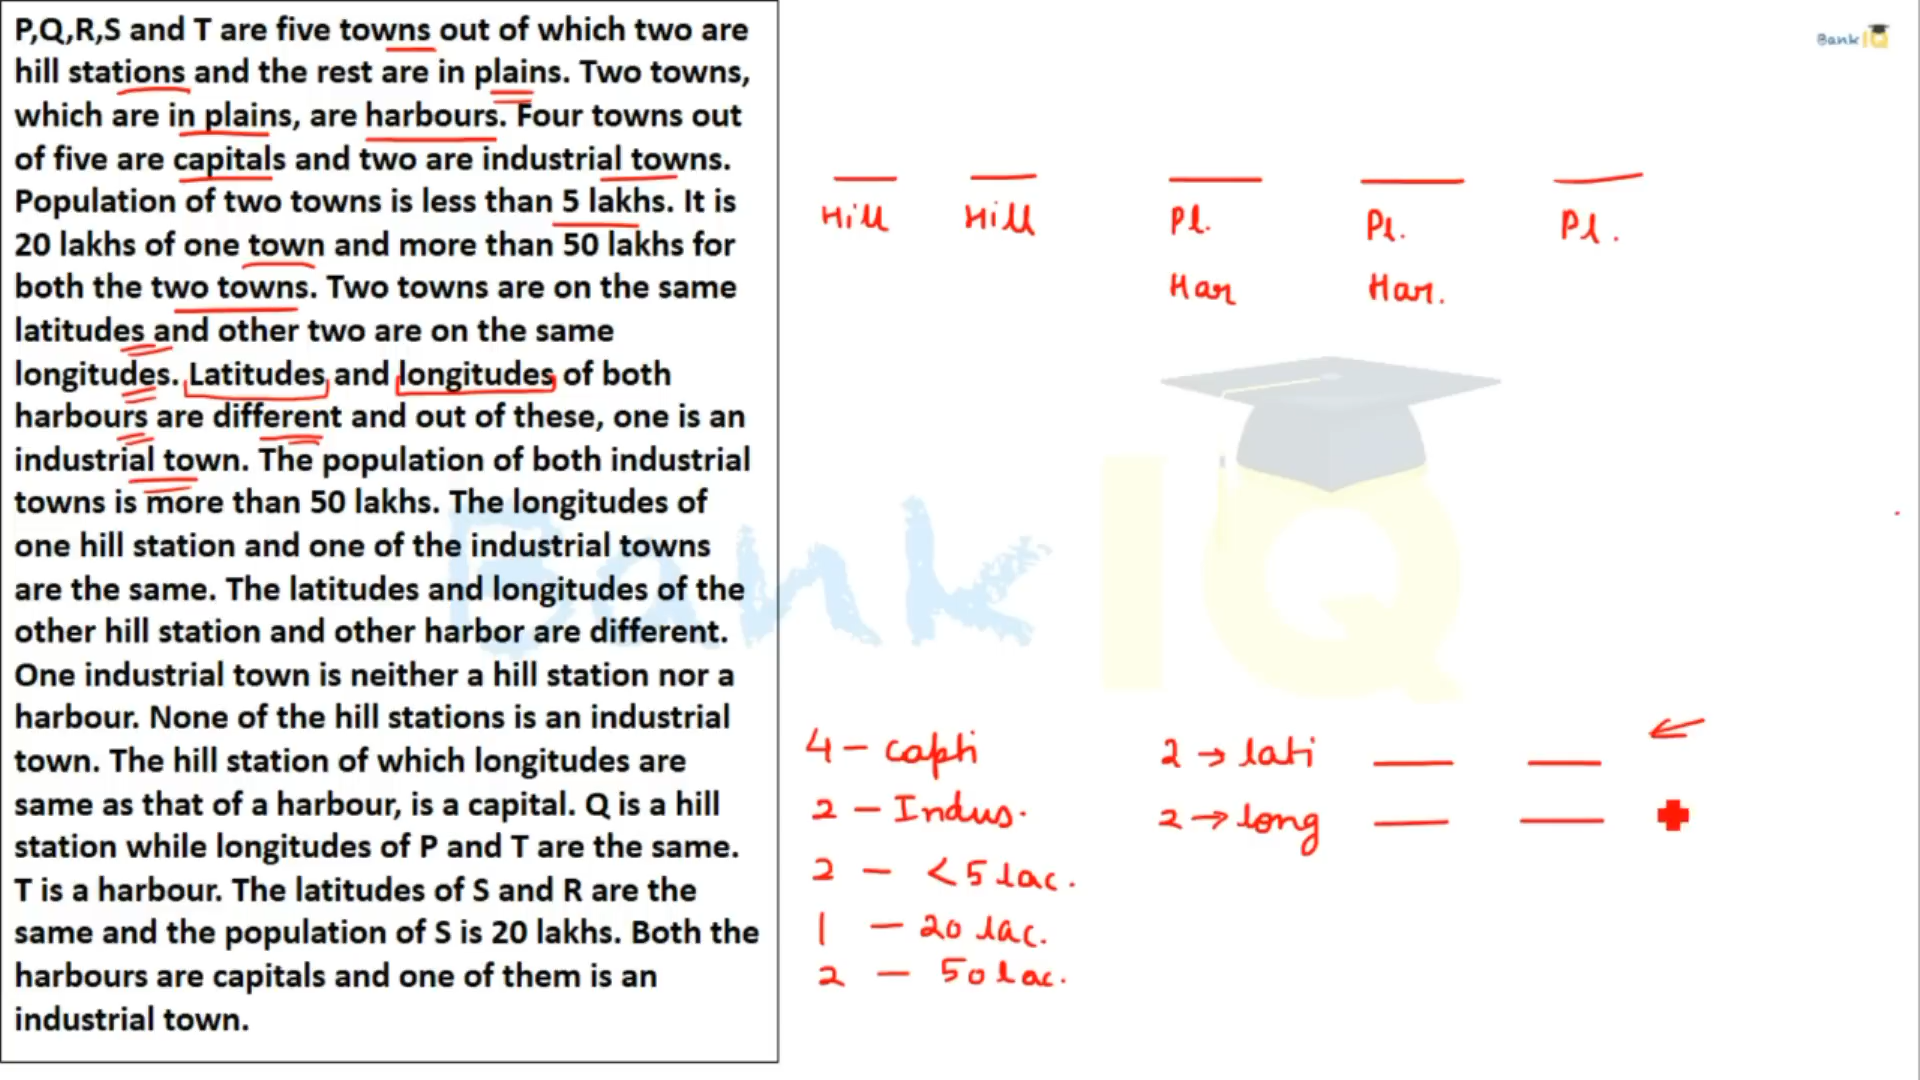 P,Q,R,S and T are five towns out of which two are
hill stations and the rest are in plains. Two towns,
which are in plains, are harbours. Four towns out
of five are capitals and two are industrial towns.
Population of two towns is less than 5 lakhs. It is
20 lakhs of one town and more than 50 lakhs for
both the two towns. Two towns are on the same
latitudes and other two are on the same
longitudes. Latitudes and longitudes of both
harbours are different and out of these, one is an
industrial town. The population of both industrial
towns is more than 50 lakhs. The longitudes of
one hill station and one of the industrial towns
are the same. The latitudes and longitudes of the
other hill station and other harbor are different.
One industrial town is neither a hill station nor a
harbour. None of the hill stations is an industrial
town. The hill station of which longitudes are
same as that of a harbour, is a capital. Q is a hill
station while longitudes of P and T are the same.
T is a harbour. The latitudes of S and R are the
same and the population of S is 20 lakhs. Both the
harbours are capitals and one of them is an
industrial town.
Bank IQ
Hill Hill Pl. Pl. Pl.
Har Har.
Bank IQ
4 - capti
2 - Indus.
2 - < 5 lac.
1 - 20 lac.
2 - 50 lac.
2 → lati
2 → long